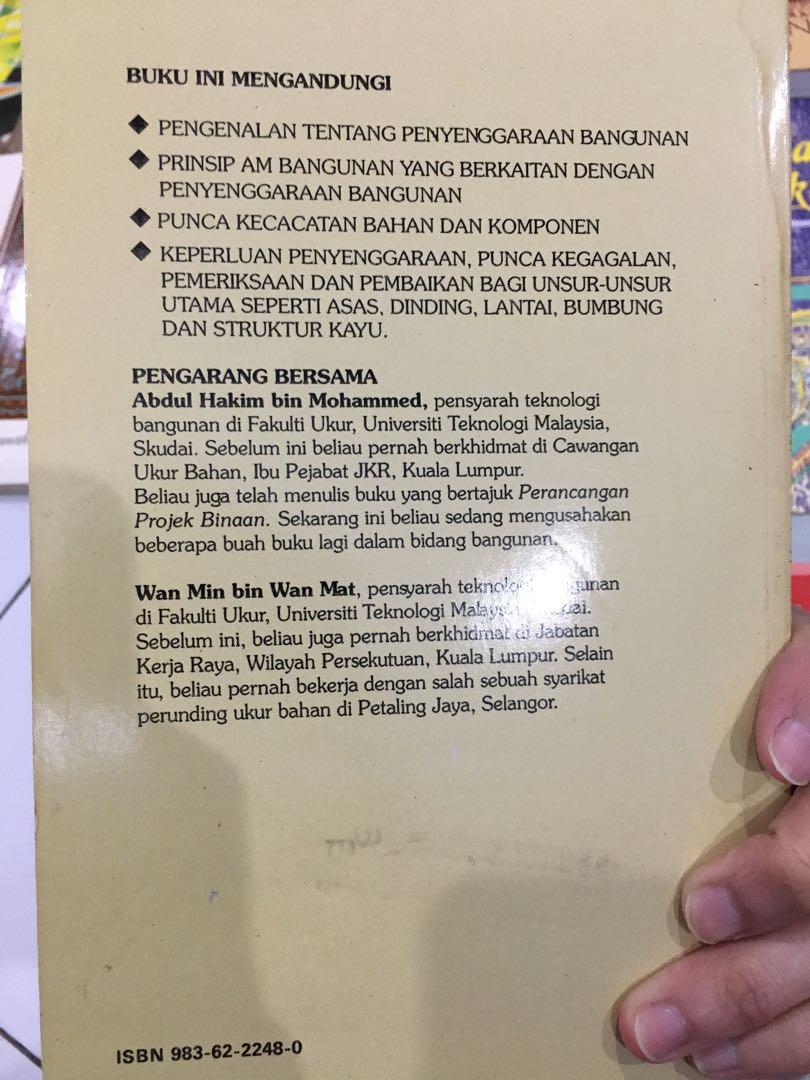 BUKU INI MENGANDUNGI
◆ PENGENALAN TENTANG PENYENGGARAAN BANGUNAN
◆ PRINSIP AM BANGUNAN YANG BERKAITAN DENGAN
PENYENGGARAAN BANGUNAN
◆ PUNCA KECACATAN BAHAN DAN KOMPONEN
◆ KEPERLUAN PENYENGGARAAN, PUNCA KEGAGALAN,
PEMERIKSAAN DAN PEMBAIKAN BAGI UNSUR-UNSUR
UTAMA SEPERTI ASAS, DINDING, LANTAI, BUMBUNG
DAN STRUKTUR KAYU.
PENGARANG BERSAMA
Abdul Hakim bin Mohammed, pensyarah teknologi
bangunan di Fakulti Ukur, Universiti Teknologi Malaysia,
Skudai. Sebelum ini beliau pernah berkhidmat di Cawangan
Ukur Bahan, Ibu Pejabat JKR, Kuala Lumpur.
Beliau juga telah menulis buku yang bertajuk Perancangan
Projek Binaan. Sekarang ini beliau sedang mengusahakan
beberapa buah buku lagi dalam bidang bangunan.
Wan Min bin Wan Mat, pensyarah teknologi bangunan
di Fakulti Ukur, Universiti Teknologi Malaysia, Skudai.
Sebelum ini, beliau juga pernah berkhidmat di Jabatan
Kerja Raya, Wilayah Persekutuan, Kuala Lumpur. Selain
itu, beliau pernah bekerja dengan salah sebuah syarikat
perunding ukur bahan di Petaling Jaya, Selangor.
ISBN 983-62-2248-0